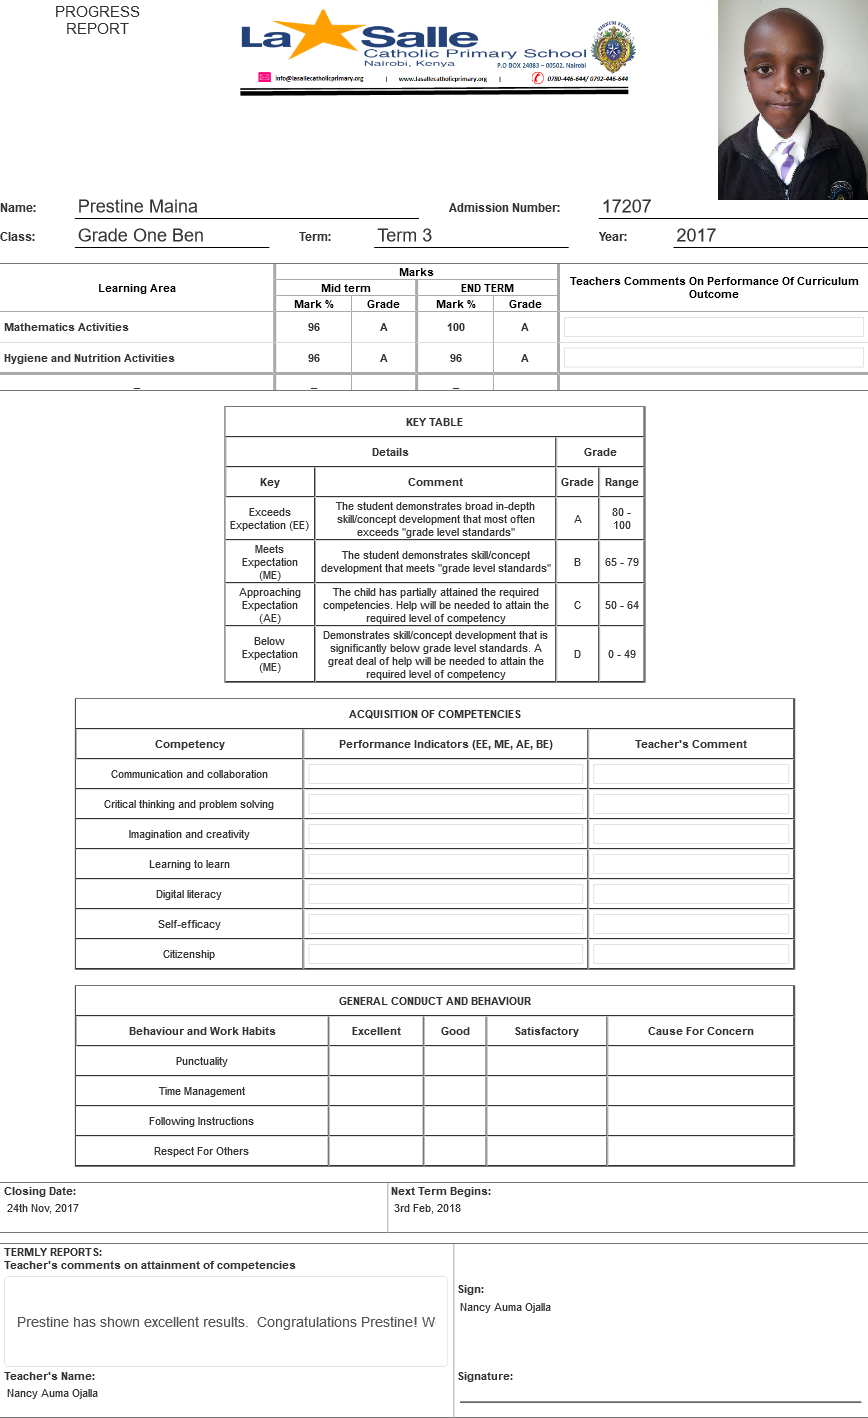 PROGRESS
REPORT
La Salle
Catholic Primary School
Nairobi, Kenya
P.O BOX 24083 – 00502, Nairobi
info@lasallecatholicprimary.org | www.lasallecatholicprimary.org | 0780-446-644/ 0792-446-644
Name: Prestine Maina Admission Number: 17207
Class: Grade One Ben Term: Term 3 Year: 2017
Learning Area Marks Teachers Comments On Performance Of Curriculum Outcome
Mid term END TERM
Mark % Grade Mark % Grade
Mathematics Activities 96 A 100 A
Hygiene and Nutrition Activities 96 A 96 A
_ _ _
KEY TABLE
Details Grade
Key Comment Grade Range
Exceeds Expectation (EE) The student demonstrates broad in-depth skill/concept development that most often exceeds "grade level standards" A 80 - 100
Meets Expectation (ME) The student demonstrates skill/concept development that meets "grade level standards" B 65 - 79
Approaching Expectation (AE) The child has partially attained the required competencies. Help will be needed to attain the required level of competency C 50 - 64
Below Expectation (ME) Demonstrates skill/concept development that is significantly below grade level standards. A great deal of help will be needed to attain the required level of competency D 0 - 49
ACQUISITION OF COMPETENCIES
Competency Performance Indicators (EE, ME, AE, BE) Teacher's Comment
Communication and collaboration
Critical thinking and problem solving
Imagination and creativity
Learning to learn
Digital literacy
Self-efficacy
Citizenship
GENERAL CONDUCT AND BEHAVIOUR
Behaviour and Work Habits Excellent Good Satisfactory Cause For Concern
Punctuality
Time Management
Following Instructions
Respect For Others
Closing Date: Next Term Begins:
24th Nov, 2017 3rd Feb, 2018
TERMLY REPORTS:
Teacher's comments on attainment of competencies
Sign:
Nancy Auma Ojalla
Prestine has shown excellent results. Congratulations Prestine! W
Teacher's Name: Signature:
Nancy Auma Ojalla